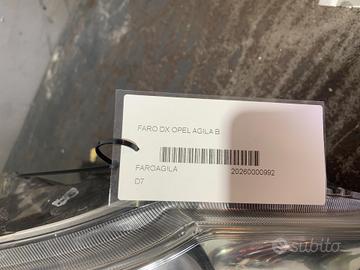 FARO DX OPEL AGILA B
FAROAGILA 20260000992
D7
subito